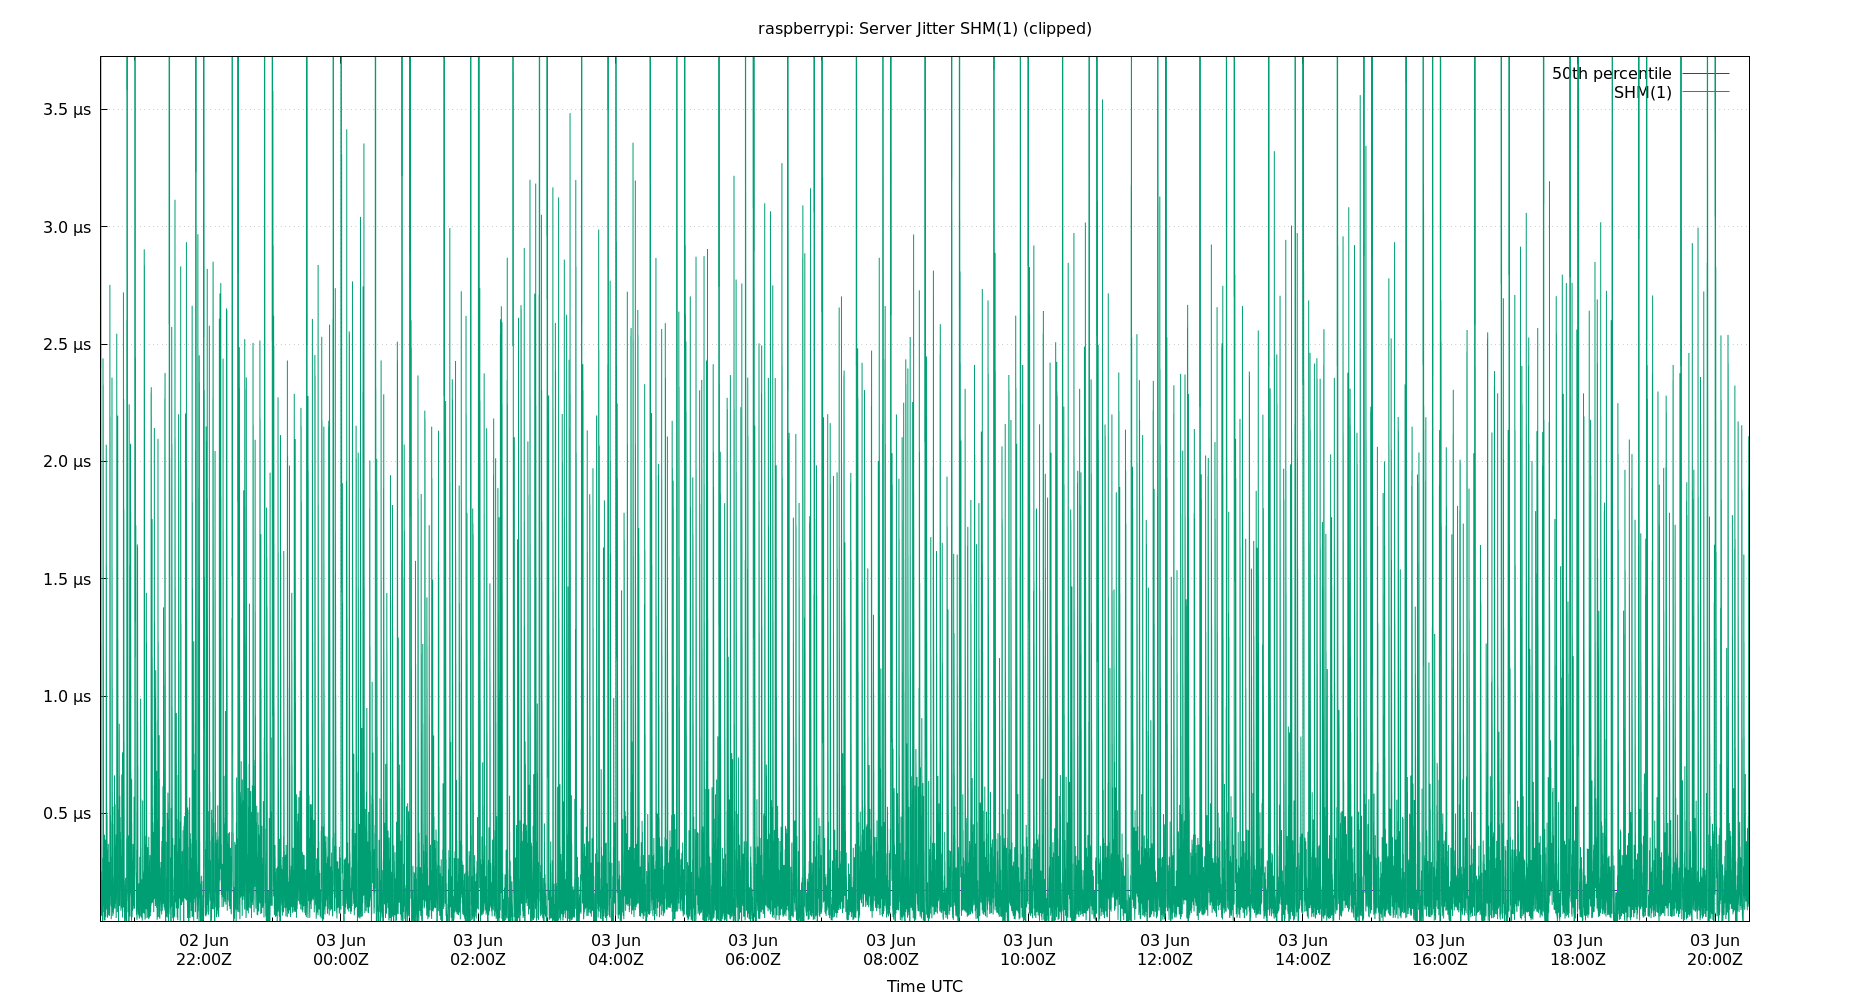 raspberrypi: Server Jitter SHM(1) (clipped)
50th percentile
SHM(1)
3.5 µs
3.0 µs
2.5 µs
2.0 µs
1.5 µs
1.0 µs
0.5 µs
02 Jun 03 Jun 03 Jun 03 Jun 03 Jun 03 Jun 03 Jun 03 Jun 03 Jun 03 Jun 03 Jun 03 Jun
22:00Z 00:00Z 02:00Z 04:00Z 06:00Z 08:00Z 10:00Z 12:00Z 14:00Z 16:00Z 18:00Z 20:00Z
Time UTC